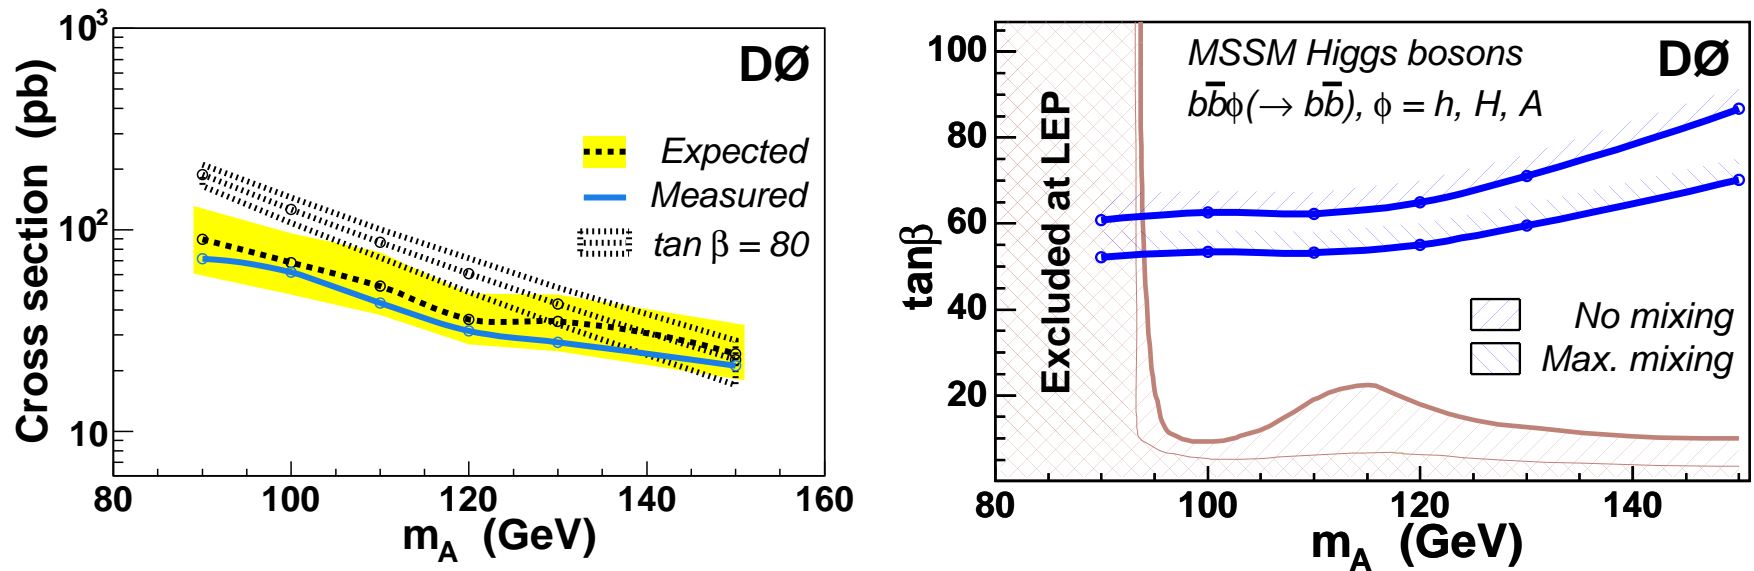 10³
10²
10
Cross section (pb)
DØ
Expected
Measured
tan β = 80
80
100
120
140
160
m_A (GeV)
100
80
60
40
20
tanβ
MSSM Higgs bosons
bb̄ϕ(→ bb̄), ϕ = h, H, A
DØ
Excluded at LEP
No mixing
Max. mixing
80
100
120
140
m_A (GeV)